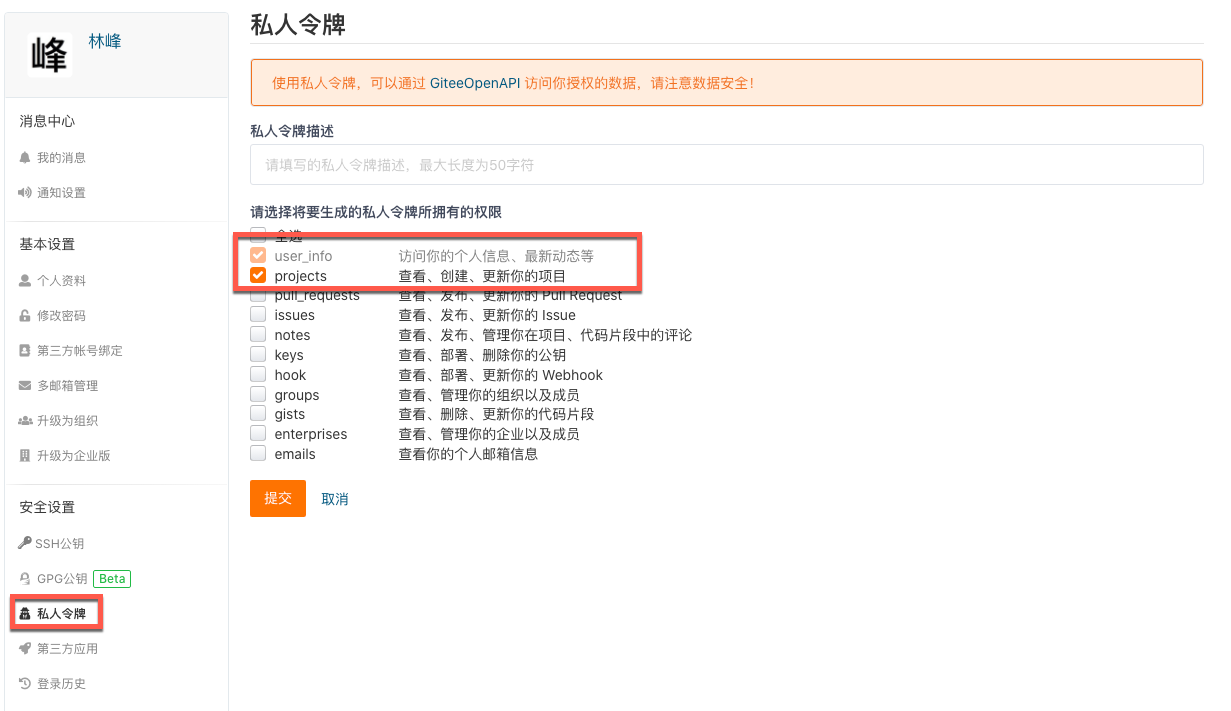 峰
林峰
消息中心
我的消息
通知设置
基本设置
个人资料
修改密码
第三方帐号绑定
多邮箱管理
升级为组织
升级为企业版
安全设置
SSH公钥
GPG公钥 Beta
私人令牌
第三方应用
登录历史
私人令牌
使用私人令牌，可以通过 GiteeOpenAPI 访问你授权的数据，请注意数据安全！
私人令牌描述
请填写的私人令牌描述，最大长度为50字符
请选择将要生成的私人令牌所拥有的权限
全选
user_info 访问你的个人信息、最新动态等
projects 查看、创建、更新你的项目
pull_requests 查看、发布、更新你的 Pull Request
issues 查看、发布、更新你的 Issue
notes 查看、发布、管理你在项目、代码片段中的评论
keys 查看、部署、删除你的公钥
hook 查看、部署、更新你的 Webhook
groups 查看、管理你的组织以及成员
gists 查看、删除、更新你的代码片段
enterprises 查看、管理你的企业以及成员
emails 查看你的个人邮箱信息
提交 取消